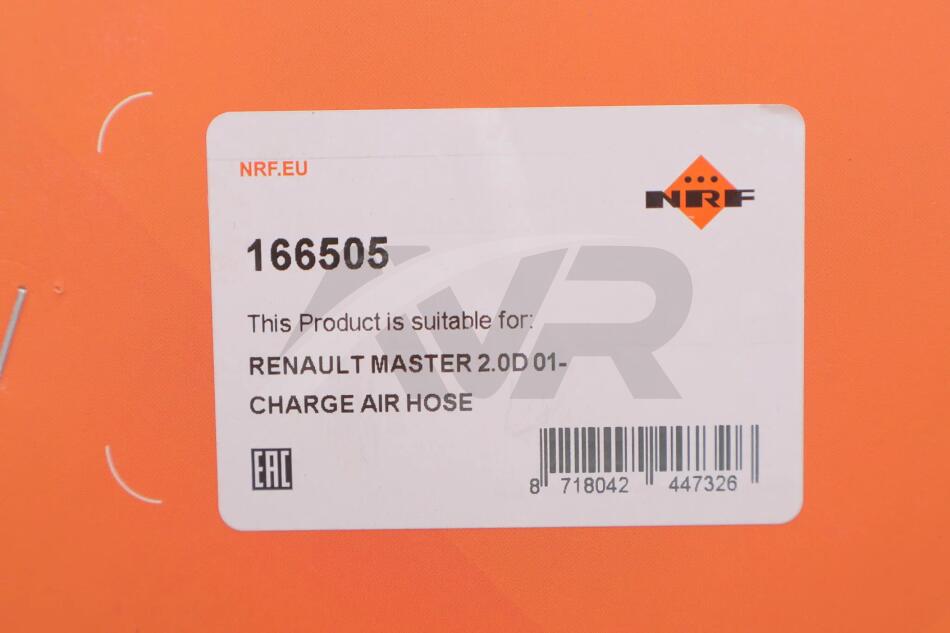 NRF.EU
NRF
166505
This Product is suitable for:
RENAULT MASTER 2.0D 01-
CHARGE AIR HOSE
EAC
8 718042 447326